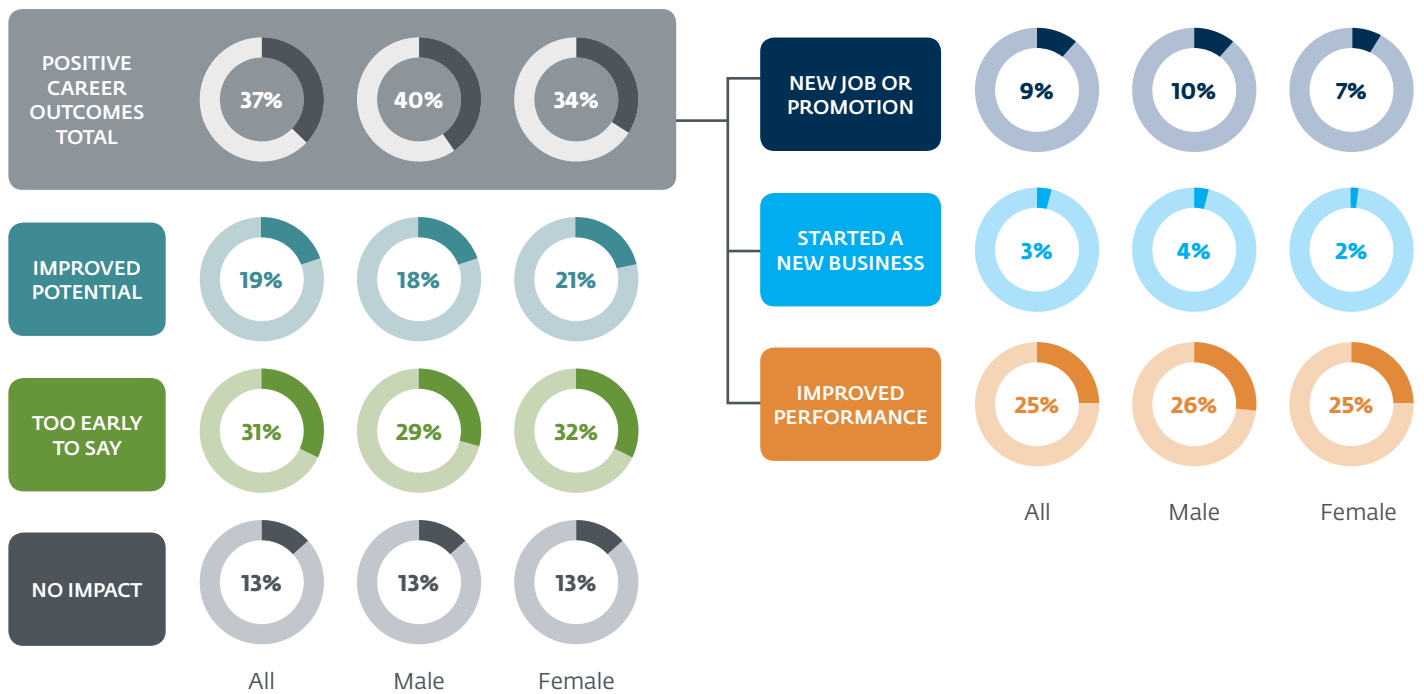 POSITIVE
CAREER
OUTCOMES
TOTAL
37%
40%
34%
IMPROVED
POTENTIAL
19%
18%
21%
TOO EARLY
TO SAY
31%
29%
32%
NO IMPACT
13%
13%
13%
All
Male
Female
NEW JOB OR
PROMOTION
9%
10%
7%
STARTED A
NEW BUSINESS
3%
4%
2%
IMPROVED
PERFORMANCE
25%
26%
25%
All
Male
Female